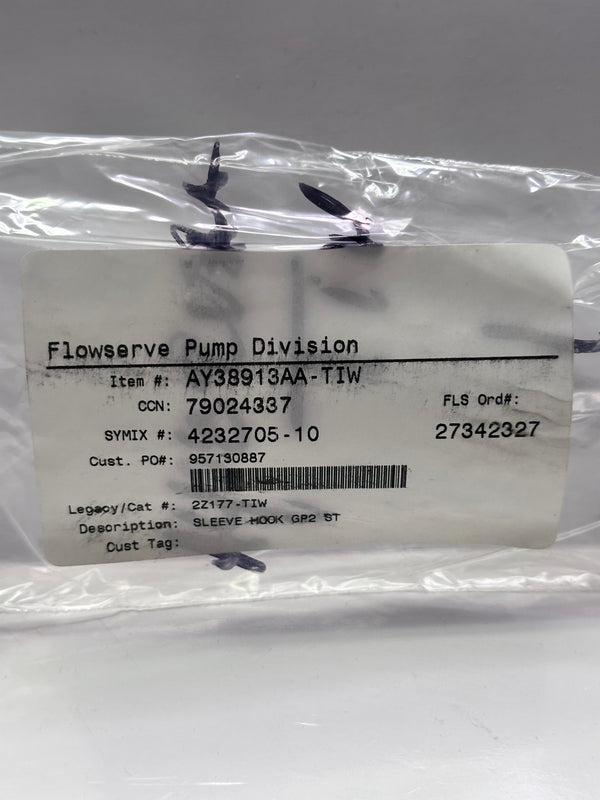 Flowserve Pump Division
Item #: AY38913AA-TIW
CCN: 79024337
FLS Ord#:
SYMIX #: 4232705-10
27342327
Cust. PO#: 957130887
Legacy/Cat #: 2Z177-TIW
Description: SLEEVE HOOK GP2 ST
Cust Tag: